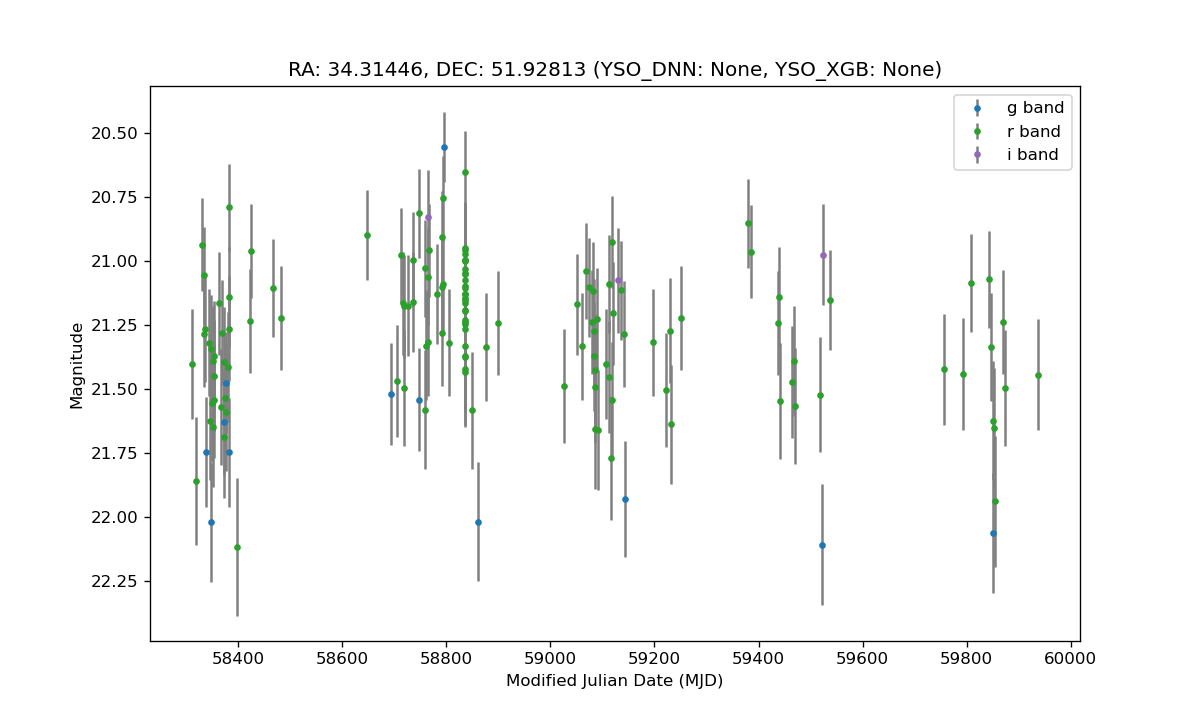 RA: 34.31446, DEC: 51.92813 (YSO_DNN: None, YSO_XGB: None)
g band
r band
i band
20.50
20.75
21.00
21.25
21.50
21.75
22.00
22.25
Magnitude
58400 58600 58800 59000 59200 59400 59600 59800 60000
Modified Julian Date (MJD)